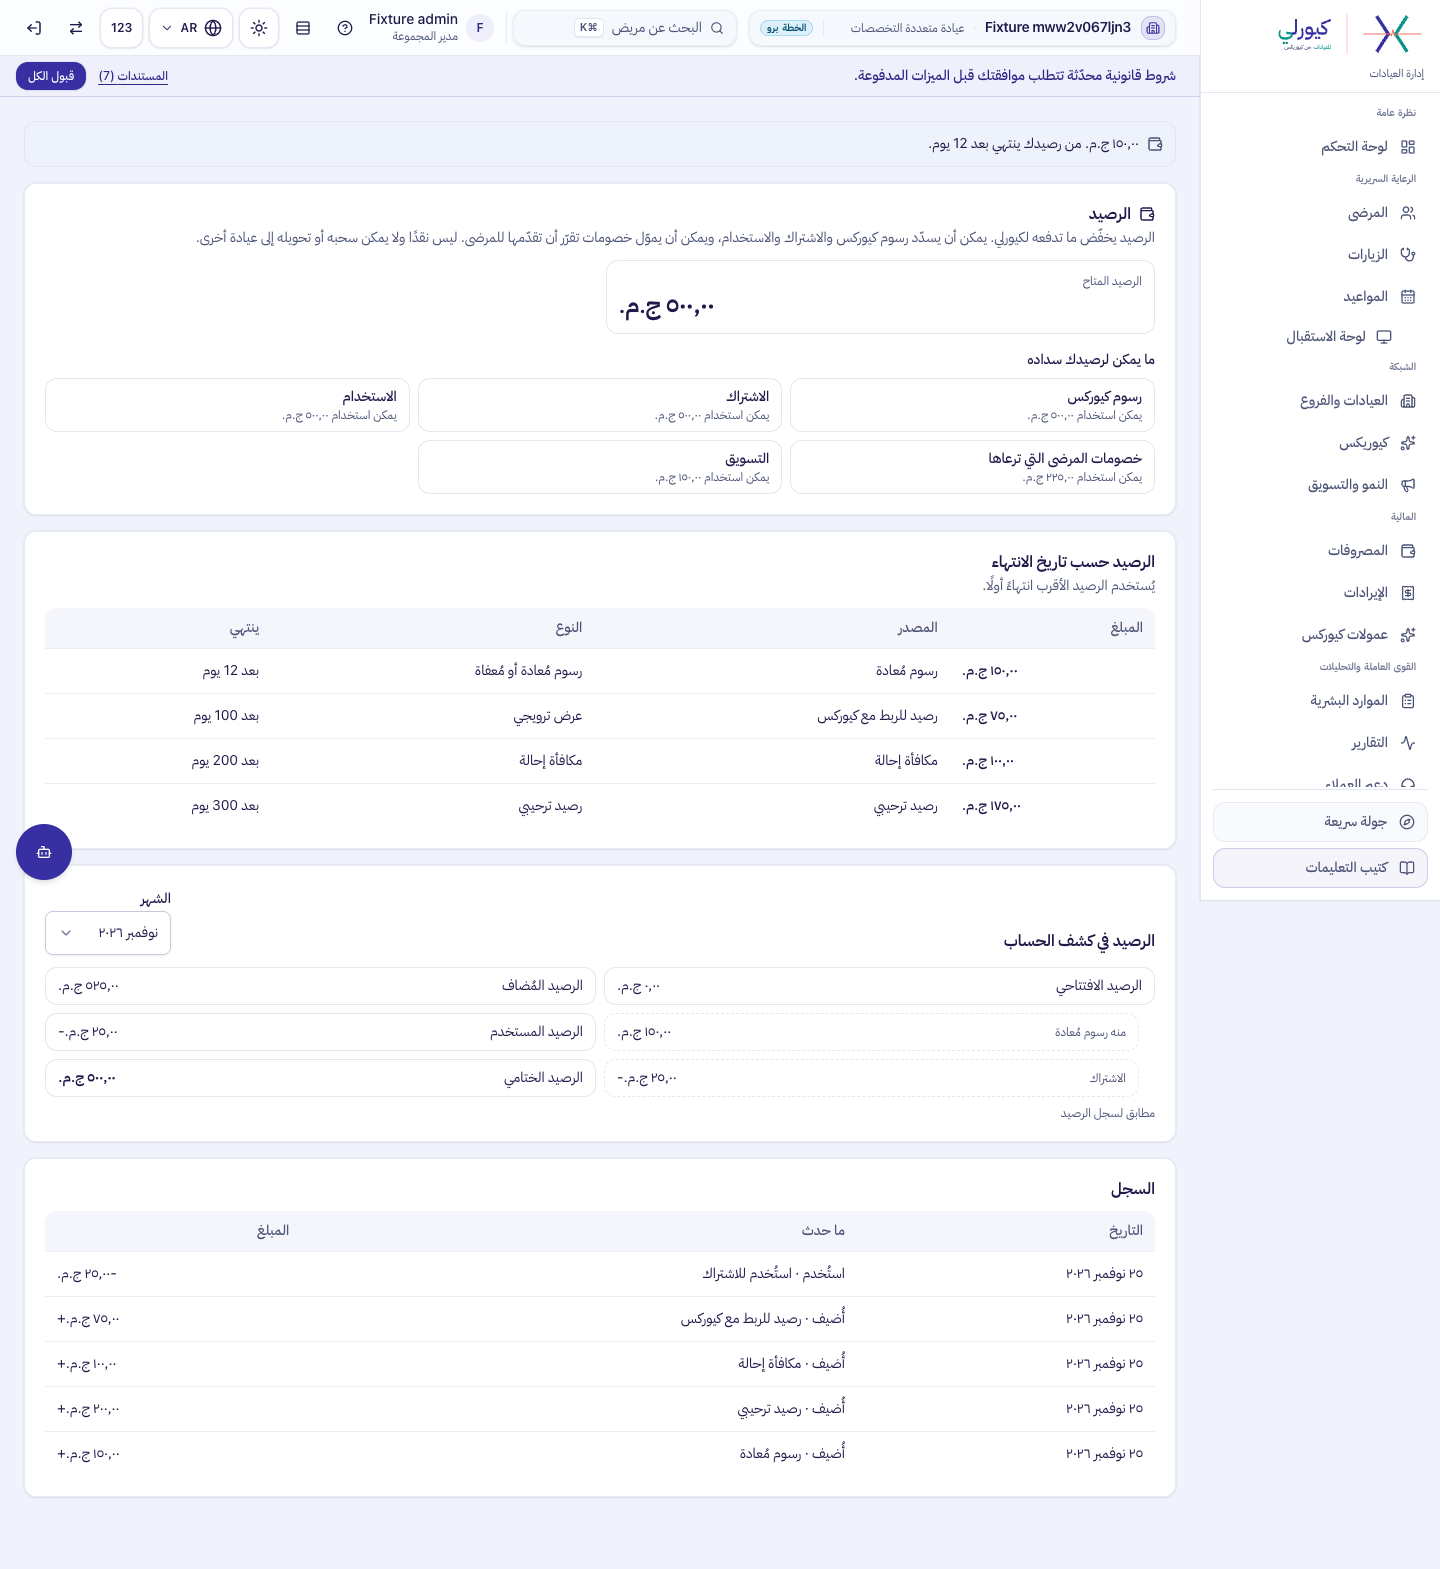 كيورلي
للعيادات من كيوريكس
إدارة العيادات
نظرة عامة
لوحة التحكم
الرعاية السريرية
المرضى
الزيارات
المواعيد
لوحة الاستقبال
الشبكة
العيادات والفروع
كيوريكس
النمو والتسويق
المالية
المصروفات
الإيرادات
عمولات كيوركس
القوى العاملة والتحليلات
الموارد البشرية
التقارير
دعم العملاء
جولة سريعة
كتيب التعليمات
Fixture mww2v067ljn3 · عيادة متعددة التخصصات الخطة برو
البحث عن مريض ⌘K
F Fixture admin
مدير المجموعة
AR
123
شروط قانونية محدّثة تتطلب موافقتك قبل الميزات المدفوعة.
المستندات (7)
قبول الكل
١٥٠٫٠٠ ج.م. من رصيدك ينتهي بعد 12 يوم.
الرصيد
الرصيد يخفّض ما تدفعه لكيورلي. يمكن أن يسدّد رسوم كيوركس والاشتراك والاستخدام، ويمكن أن يموّل خصومات تقرّر أن تقدّمها للمرضى. ليس نقدًا ولا يمكن سحبه أو تحويله إلى عيادة أخرى.
الرصيد المتاح
٥٠٠٫٠٠ ج.م.
ما يمكن لرصيدك سداده
رسوم كيوركس
يمكن استخدام ٥٠٠٫٠٠ ج.م.
الاشتراك
يمكن استخدام ٥٠٠٫٠٠ ج.م.
الاستخدام
يمكن استخدام ٥٠٠٫٠٠ ج.م.
خصومات المرضى التي ترعاها
يمكن استخدام ٢٢٥٫٠٠ ج.م.
التسويق
يمكن استخدام ١٥٠٫٠٠ ج.م.
الرصيد حسب تاريخ الانتهاء
يُستخدم الرصيد الأقرب انتهاءً أولًا.
المبلغ المصدر النوع ينتهي
١٥٠٫٠٠ ج.م. رسوم مُعادة رسوم مُعادة أو مُعفاة بعد 12 يوم
٧٥٫٠٠ ج.م. رصيد للربط مع كيوركس عرض ترويجي بعد 100 يوم
١٠٠٫٠٠ ج.م. مكافأة إحالة مكافأة إحالة بعد 200 يوم
١٧٥٫٠٠ ج.م. رصيد ترحيبي رصيد ترحيبي بعد 300 يوم
الرصيد في كشف الحساب
الشهر
نوفمبر ٢٠٢٦
الرصيد الافتتاحي ٠٫٠٠ ج.م.
الرصيد المُضاف ٥٢٥٫٠٠ ج.م.
منه رسوم مُعادة ١٥٠٫٠٠ ج.م.
الرصيد المستخدم ٢٥٫٠٠ ج.م.-
الاشتراك ٢٥٫٠٠ ج.م.-
الرصيد الختامي ٥٠٠٫٠٠ ج.م.
مطابق لسجل الرصيد
السجل
التاريخ ما حدث المبلغ
٢٥ نوفمبر ٢٠٢٦ استُخدم · استُخدم للاشتراك -٢٥٫٠٠ ج.م.
٢٥ نوفمبر ٢٠٢٦ أُضيف · رصيد للربط مع كيوركس ٧٥٫٠٠ ج.م.+
٢٥ نوفمبر ٢٠٢٦ أُضيف · مكافأة إحالة ١٠٠٫٠٠ ج.م.+
٢٥ نوفمبر ٢٠٢٦ أُضيف · رصيد ترحيبي ٢٠٠٫٠٠ ج.م.+
٢٥ نوفمبر ٢٠٢٦ أُضيف · رسوم مُعادة ١٥٠٫٠٠ ج.م.+